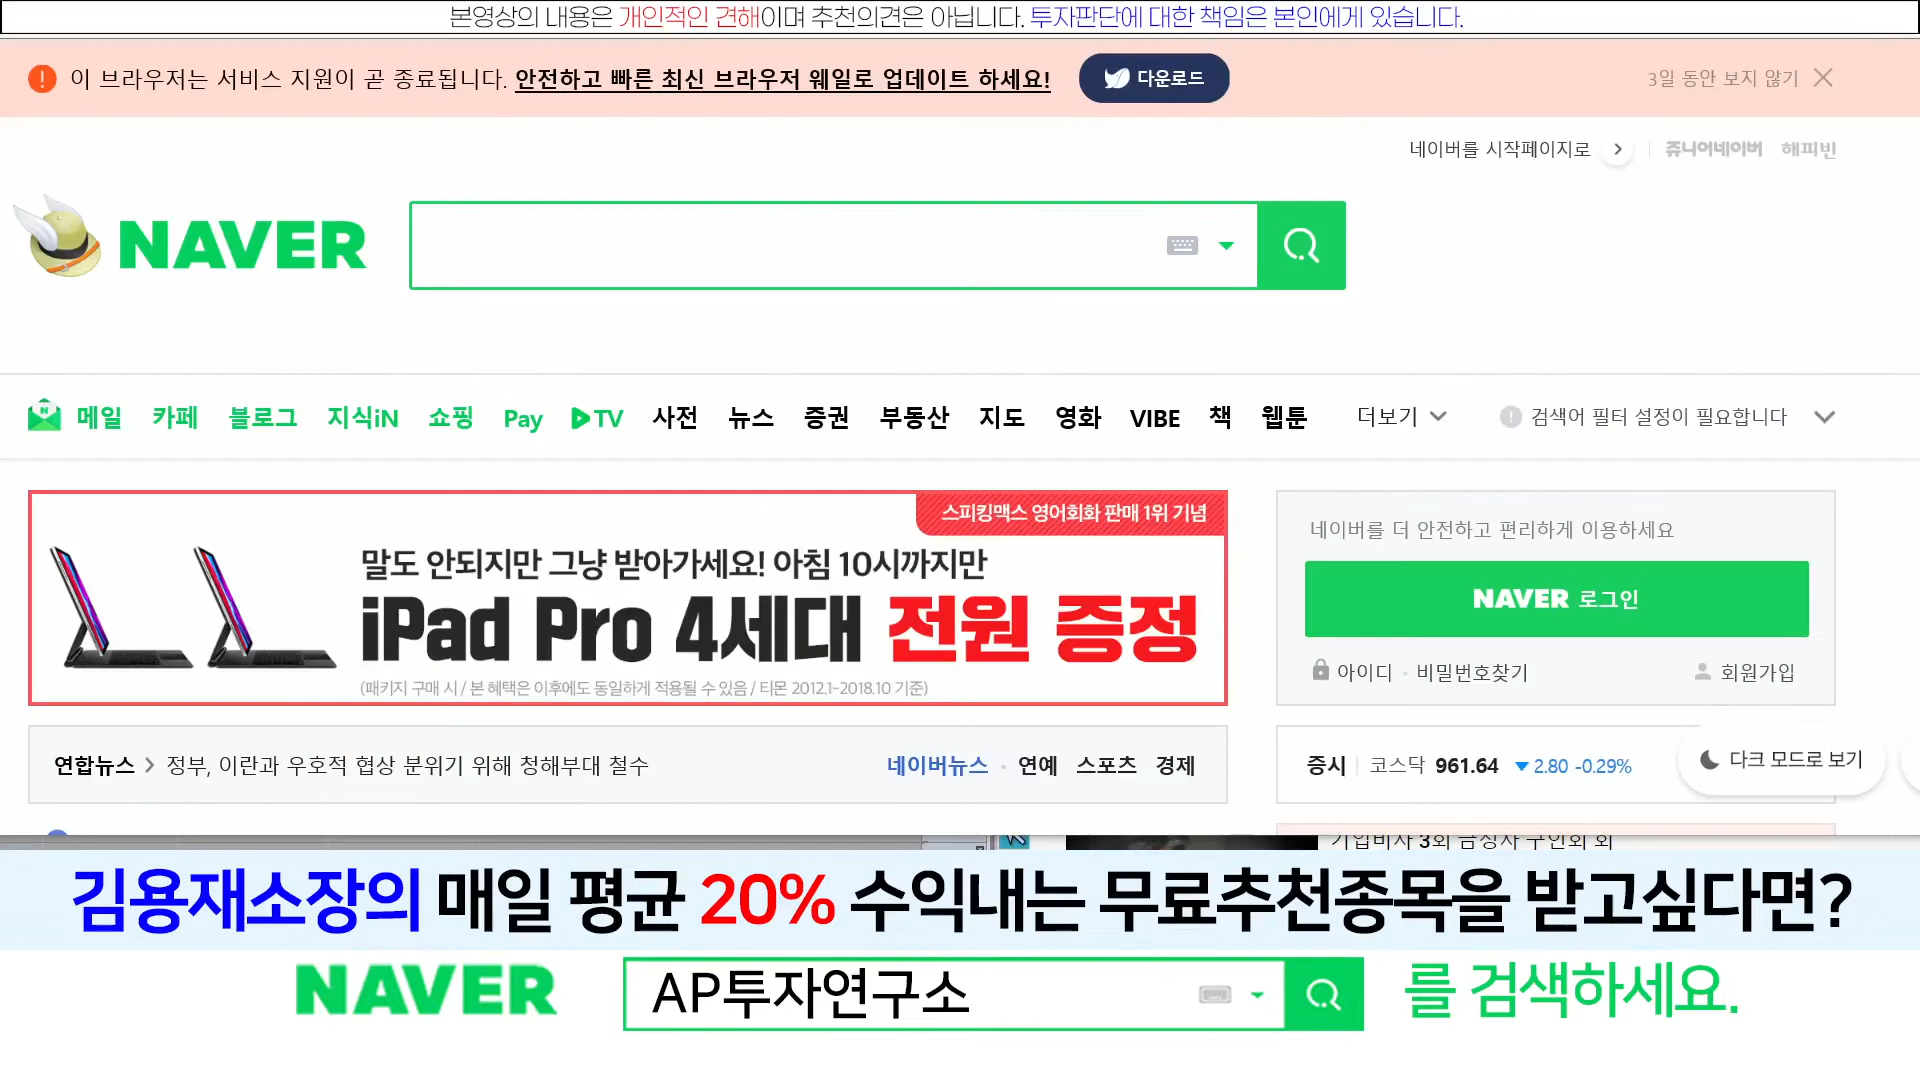 본영상의 내용은 개인적인 견해이며 추천의견은 아닙니다. 투자판단에 대한 책임은 본인에게 있습니다.
이 브라우저는 서비스 지원이 곧 종료됩니다. 안전하고 빠른 최신 브라우저 웨일로 업데이트 하세요! 다운로드 3일 동안 보지 않기
네이버를 시작페이지로 쥬니어네이버 해피빈
NAVER
메일 카페 블로그 지식iN 쇼핑 Pay TV 사전 뉴스 증권 부동산 지도 영화 VIBE 책 웹툰 더보기 검색어 필터 설정이 필요합니다
스피킹맥스 영어회화 판매 1위 기념
말도 안되지만 그냥 받아가세요! 아침 10시까지만
iPad Pro 4세대 전원 증정
(패키지 구매 시 / 본 혜택은 이후에도 동일하게 적용될 수 있음 / 티몬 2012.1-2018.10 기준)
네이버를 더 안전하고 편리하게 이용하세요
NAVER 로그인
아이디 · 비밀번호찾기 회원가입
연합뉴스 > 정부, 이란과 우호적 협상 분위기 위해 청해부대 철수 네이버뉴스 · 연예 스포츠 경제
증시 코스닥 961.64 ▼2.80 -0.29% 다크 모드로 보기
김용재소장의 매일 평균 20% 수익내는 무료추천종목을 받고싶다면?
NAVER AP투자연구소 를 검색하세요.